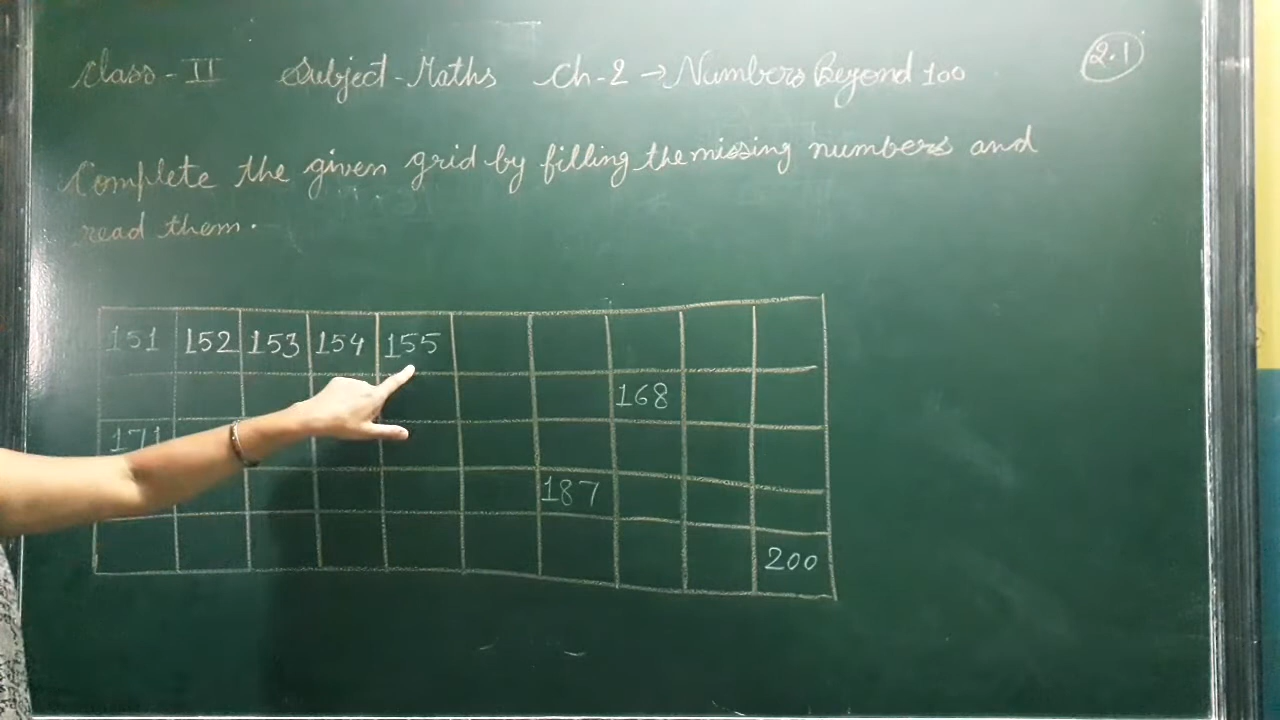 Class - II Subject - Maths Ch-2 → Numbers Beyond 100 2.1
Complete the given grid by filling the missing numbers and
read them.
151 152 153 154 155
168
171
187
200